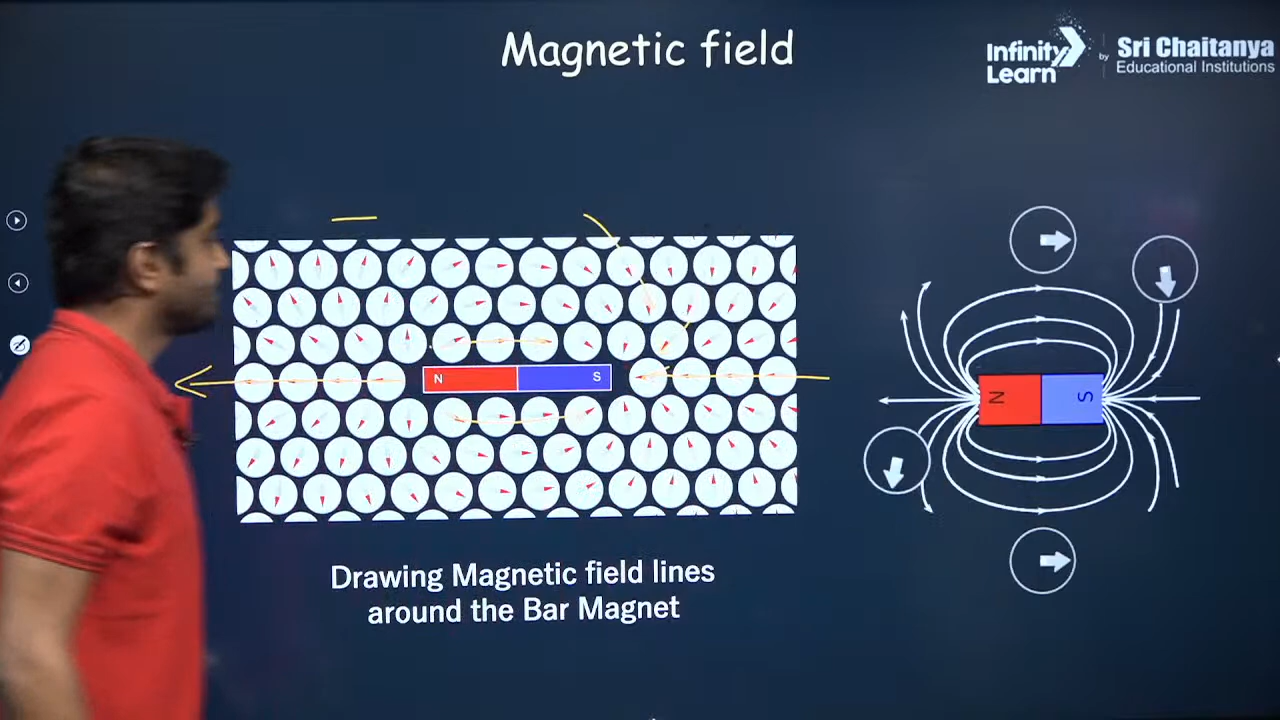 Magnetic field
Infinity
Learn
by
Sri Chaitanya
Educational Institutions
N
S
N
S
Drawing Magnetic field lines
around the Bar Magnet